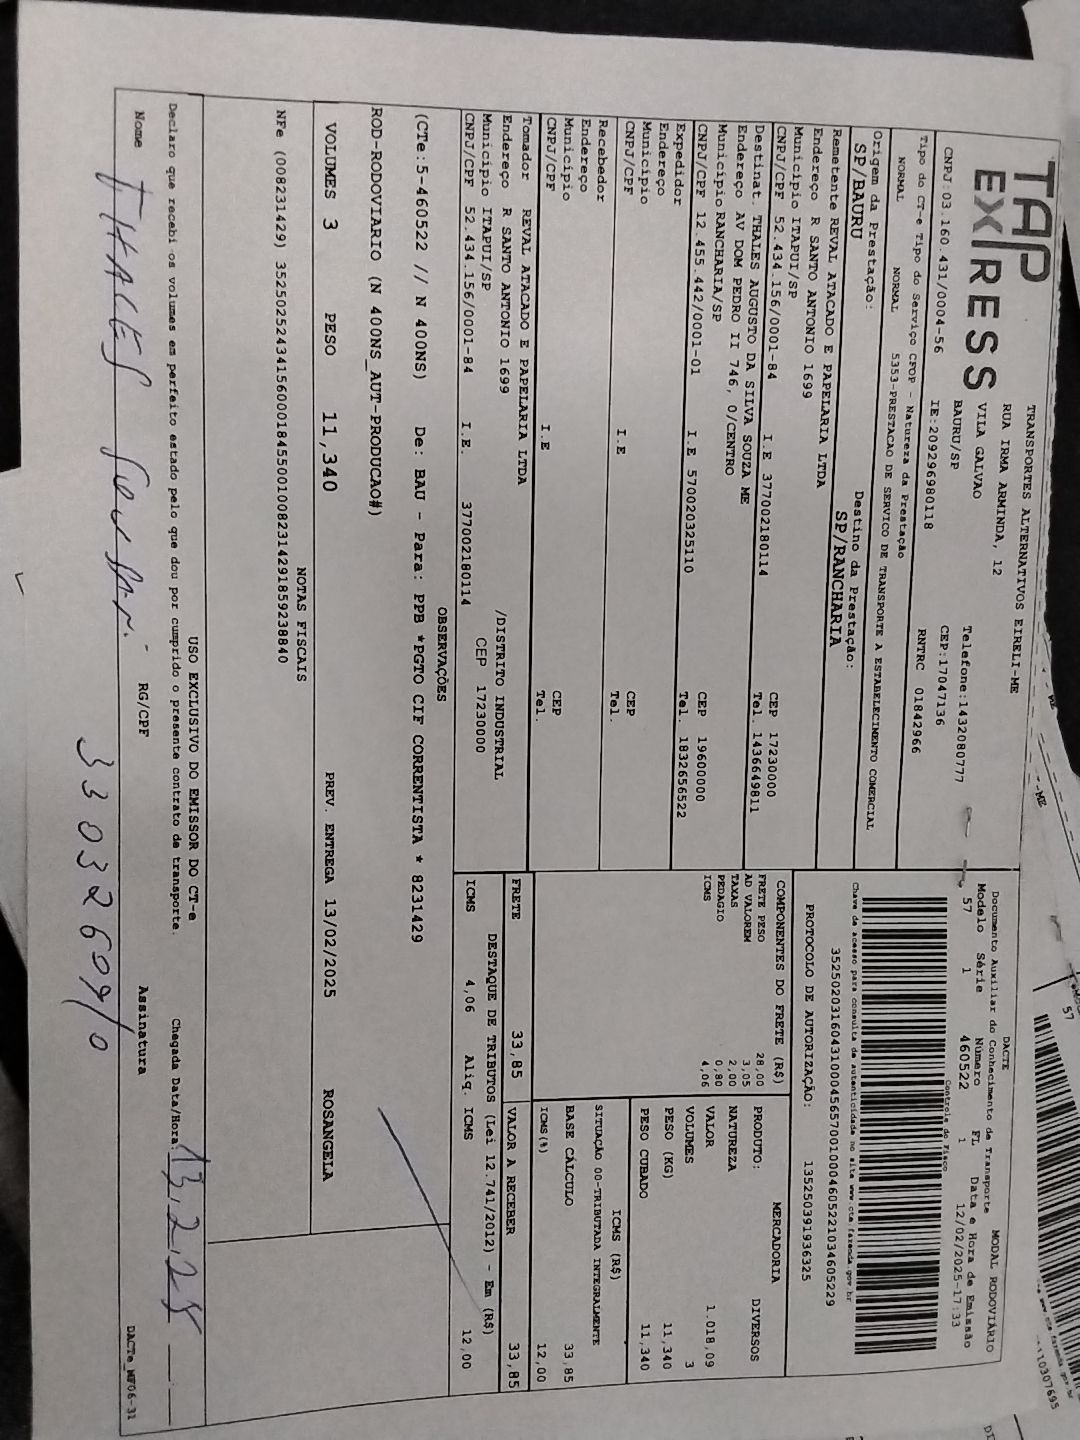 TAP
EX/RESS
TRANSPORTES ALTERNATIVOS EIRELI-ME
RUA IRMA ARMINDA, 12
VILA GALVAO
BAURU/SP
Telefone:1432080777
CEP:17047136
CNPJ:03.160.431/0004-56 IE:209296980118 RNTRC 01842966
Tipo do CT-e Tipo do Serviço CFOP - Natureza da Prestação
NORMAL NORMAL 5353-PRESTACAO DE SERVICO DE TRANSPORTE A ESTABELECIMENTO COMERCIAL
Origem da Prestação: Destino da Prestação:
SP/BAURU SP/RANCHARIA
Remetente REVAL ATACADO E PAPELARIA LTDA
Endereço R SANTO ANTONIO 1699
Município ITAPUI/SP CEP 17230000
CNPJ/CPF 52.434.156/0001-84 I.E 377002180114 Tel. 1436649811
Destinat. THALES AUGUSTO DA SILVA SOUZA ME
Endereço AV DOM PEDRO II 746, 0/CENTRO
Município RANCHARIA/SP CEP 19600000
CNPJ/CPF 12.455.442/0001-01 I.E 570020325110 Tel. 1832656522
Expedidor
Endereço
Município CEP
CNPJ/CPF I.E Tel.
Recebedor
Endereço
Município CEP
CNPJ/CPF I.E Tel.
Tomador REVAL ATACADO E PAPELARIA LTDA
Endereço R SANTO ANTONIO 1699 /DISTRITO INDUSTRIAL
Município ITAPUI/SP CEP 17230000
CNPJ/CPF 52.434.156/0001-84 I.E. 377002180114
DACTE
Documento Auxiliar do Conhecimento de Transporte
MODAL RODOVIÁRIO
Modelo Série Número FL Data e Hora de Emissão
57 1 460522 1 12/02/2025-17:33
Controle do Fisco
Chave de acesso para consulta de autenticidade no site www.cte.fazenda.gov.br
35250203160431000456570010004605221034605229
PROTOCOLO DE AUTORIZAÇÃO: 135250391936325
COMPONENTES DO FRETE (R$)
FRETE PESO 28,00
AD VALOREM 3,05
TAXAS 2,00
PEDAGIO 0,80
ICMS 4,06
MERCADORIA
PRODUTO: DIVERSOS
NATUREZA
VALOR 1.018,09
VOLUMES 3
PESO (KG) 11,340
PESO CUBADO 11,340
ICMS (R$)
SITUAÇÃO 00-TRIBUTADA INTEGRALMENTE
BASE CÁLCULO 33,85
ICMS(%) 12,00
FRETE 33,85 VALOR A RECEBER 33,85
DESTAQUE DE TRIBUTOS (Lei 12.741/2012) - Em (R$)
ICMS 4,06 Aliq. ICMS 12,00
OBSERVAÇÕES
(CTe:5-460522 // N 400NS) De: BAU - Para: PPB *PGTO CIF CORRENTISTA * 8231429
ROD-RODOVIARIO (N 400NS_AUT-PRODUCAO#)
VOLUMES 3 PESO 11,340 PREV. ENTREGA 13/02/2025 ROSANGELA
NOTAS FISCAIS
NFe (008231429) 35250252434156000184550010082314291859238840
USO EXCLUSIVO DO EMISSOR DO CT-e
Declaro que recebi os volumes em perfeito estado pelo que dou por cumprido o presente contrato de transporte. Chegada Data/Hora: 13.2.25
Nome THALES RG/CPF Assinatura
DACTe_MF06-31
57